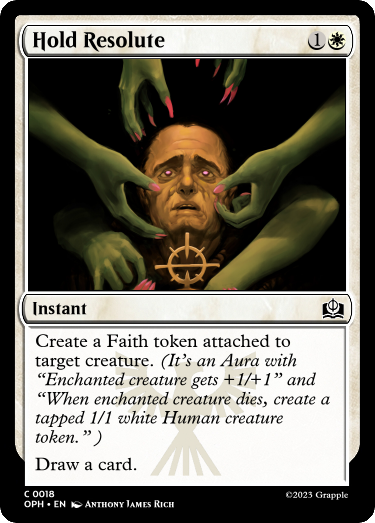 Hold Resolute
1
Instant
Create a Faith token attached to
target creature. (It's an Aura with
“Enchanted creature gets +1/+1” and
“When enchanted creature dies, create a
tapped 1/1 white Human creature
token.” )
Draw a card.
C 0018
OPH • EN Anthony James Rich
©2023 Grapple